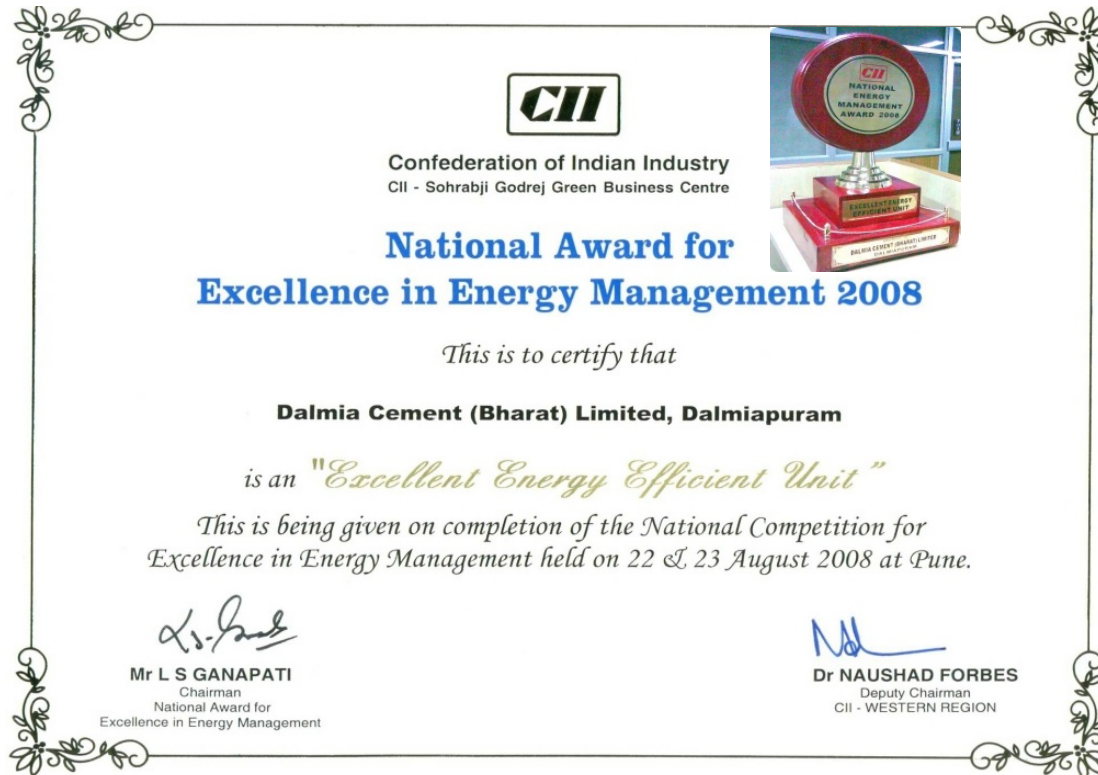 CII
Confederation of Indian Industry
CII - Sohrabji Godrej Green Business Centre
National Award for
Excellence in Energy Management 2008
This is to certify that
Dalmia Cement (Bharat) Limited, Dalmiapuram
is an "Excellent Energy Efficient Unit"
This is being given on completion of the National Competition for
Excellence in Energy Management held on 22 & 23 August 2008 at Pune.
Mr L S GANAPATI
Chairman
National Award for
Excellence in Energy Management
Dr NAUSHAD FORBES
Deputy Chairman
CII - WESTERN REGION
CII
NATIONAL
ENERGY
MANAGEMENT
AWARD 2008
EXCELLENT ENERGY
EFFICIENT UNIT
DALMIA CEMENT (BHARAT) LIMITED
DALMIAPURAM